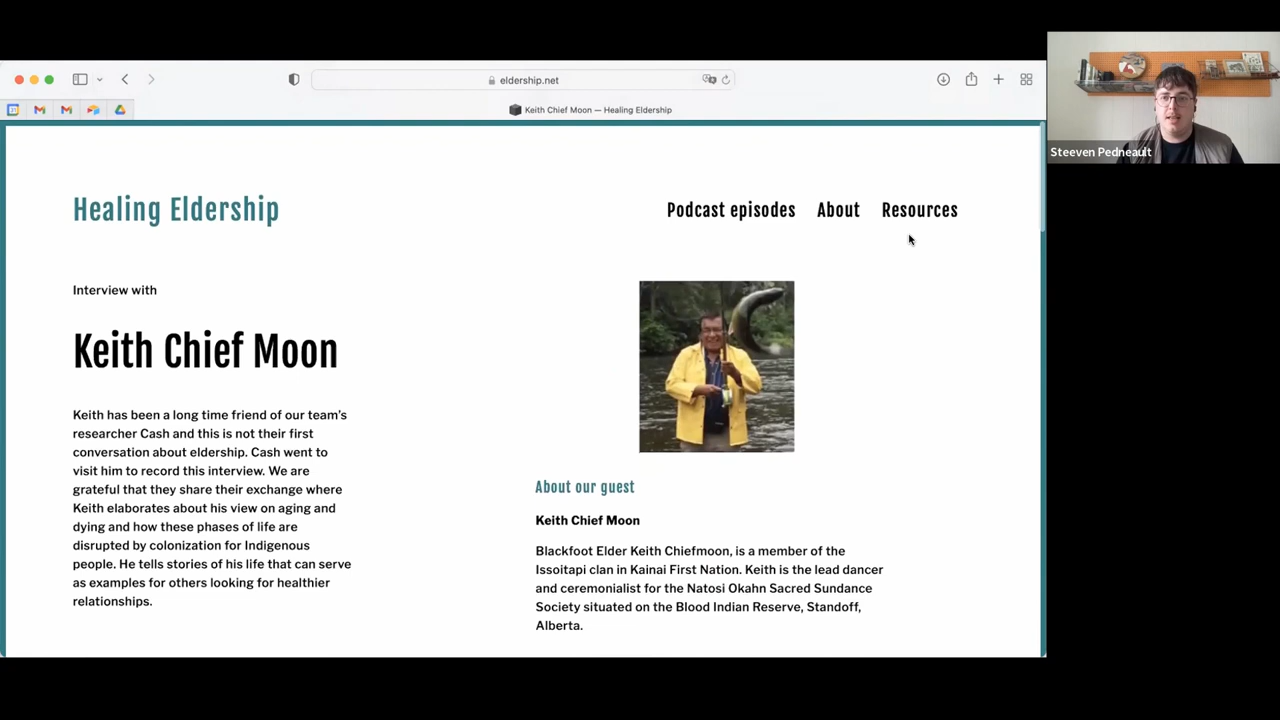 eldership.net
Keith Chief Moon — Healing Eldership
Steeven Pedneault
Healing Eldership
Podcast episodes
About
Resources
Interview with
Keith Chief Moon
Keith has been a long time friend of our team's
researcher Cash and this is not their first
conversation about eldership. Cash went to
visit him to record this interview. We are
grateful that they share their exchange where
Keith elaborates about his view on aging and
dying and how these phases of life are
disrupted by colonization for Indigenous
people. He tells stories of his life that can serve
as examples for others looking for healthier
relationships.
About our guest
Keith Chief Moon
Blackfoot Elder Keith Chiefmoon, is a member of the
Issoitapi clan in Kainai First Nation. Keith is the lead dancer
and ceremonialist for the Natosi Okahn Sacred Sundance
Society situated on the Blood Indian Reserve, Standoff,
Alberta.